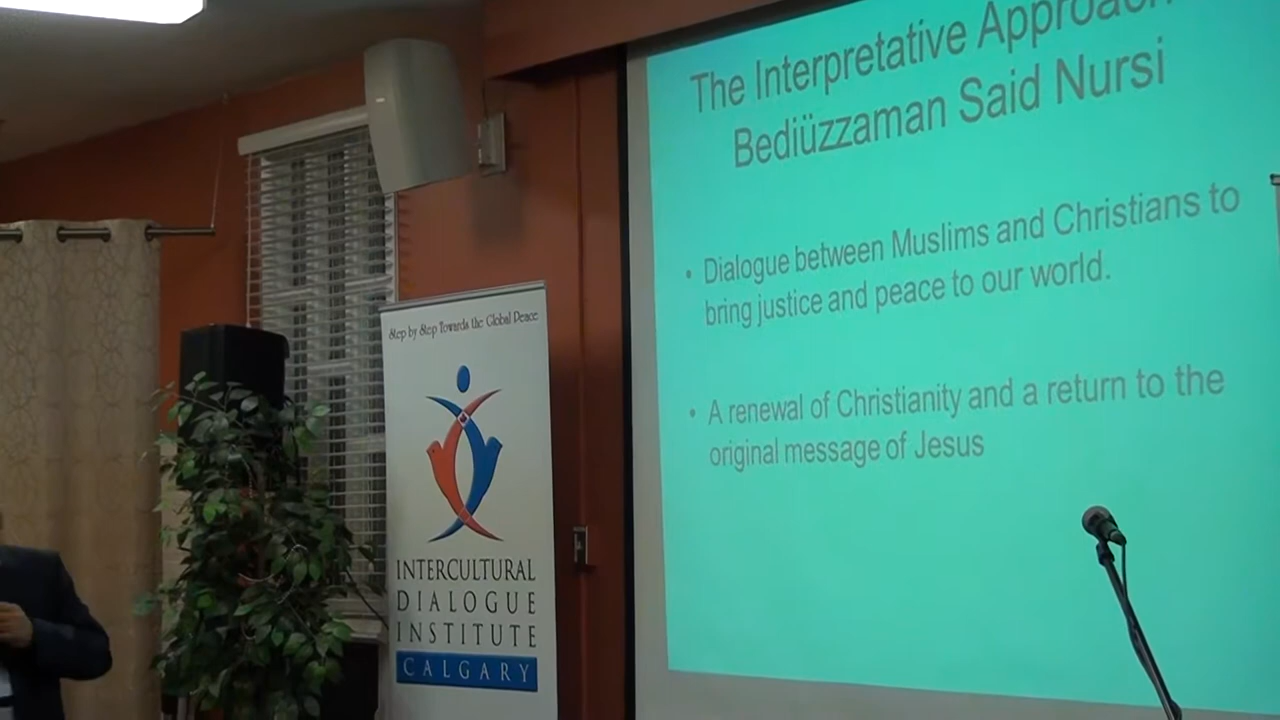 The Interpretative Approach
Bediüzzaman Said Nursi
• Dialogue between Muslims and Christians to
bring justice and peace to our world.
• A renewal of Christianity and a return to the
original message of Jesus
Step by Step Towards the Global Peace
INTERCULTURAL
DIALOGUE
INSTITUTE
CALGARY